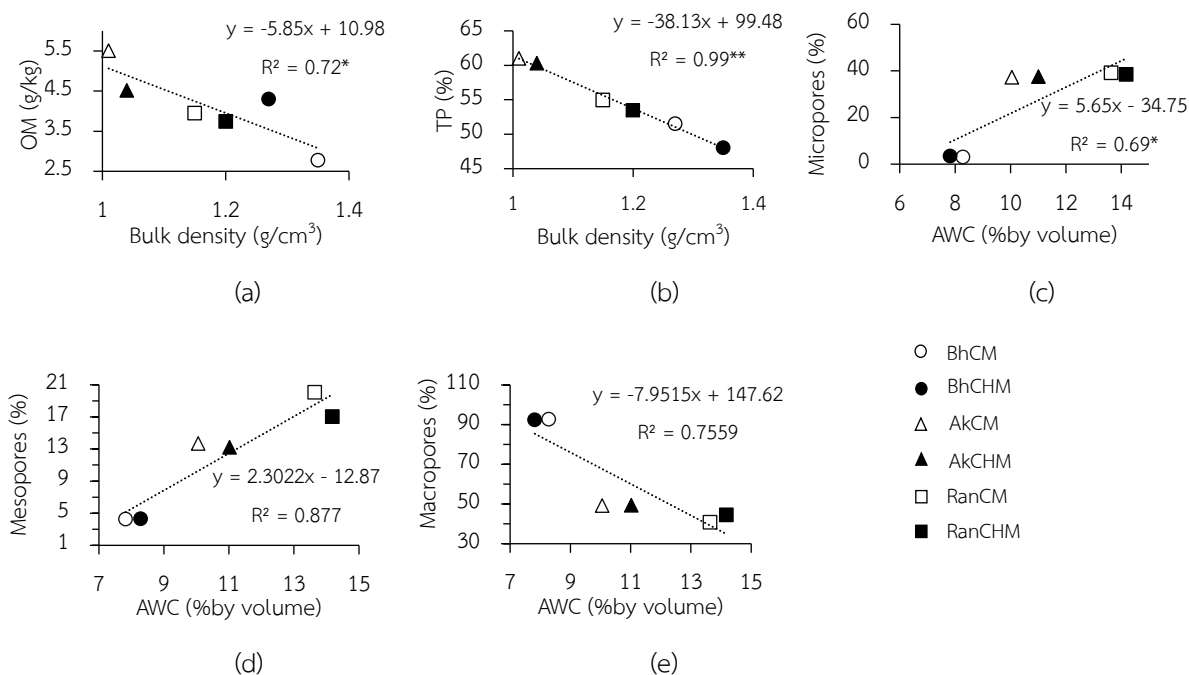 y = -5.85x + 10.98
R² = 0.72*
OM (g/kg)
5.5
4.5
3.5
2.5
1
1.2
1.4
Bulk density (g/cm³)
(a)
y = -38.13x + 99.48
R² = 0.99**
TP (%)
65
60
55
50
45
1
1.2
1.4
Bulk density (g/cm³)
(b)
Micropores (%)
60
40
20
0
y = 5.65x - 34.75
R² = 0.69*
6
8
10
12
14
AWC (%by volume)
(c)
Mesopores (%)
21
17
13
9
5
1
y = 2.3022x - 12.87
R² = 0.877
7
9
11
13
15
AWC (%by volume)
(d)
Macropores (%)
110
90
70
50
30
y = -7.9515x + 147.62
R² = 0.7559
7
9
11
13
15
AWC (%by volume)
(e)
BhCM
BhCHM
AkCM
AkCHM
RanCM
RanCHM